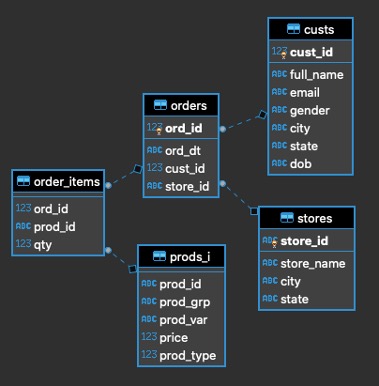 custs
123 cust_id
ABC full_name
ABC email
ABC gender
ABC city
ABC state
ABC dob
orders
123 ord_id
ABC ord_dt
123 cust_id
ABC store_id
order_items
123 ord_id
ABC prod_id
123 qty
stores
ABC store_id
ABC store_name
ABC city
ABC state
prods_i
ABC prod_id
ABC prod_grp
ABC prod_var
123 price
123 prod_type